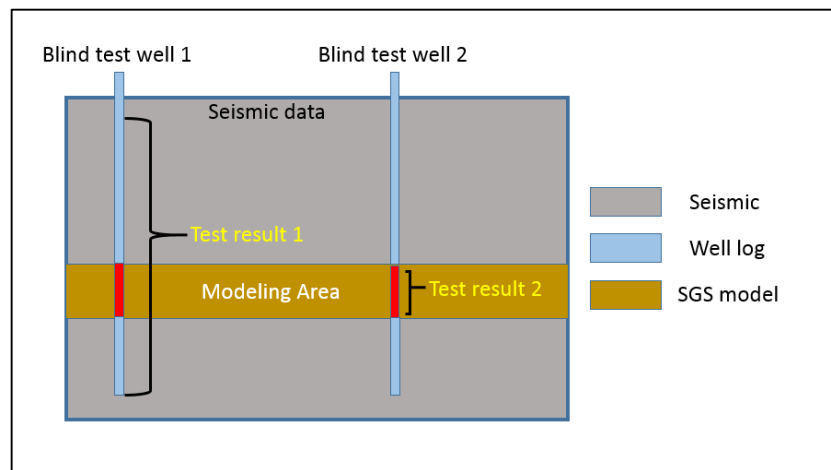 Blind test well 1
Blind test well 2
Seismic data
Test result 1
Modeling Area
Test result 2
Seismic
Well log
SGS model